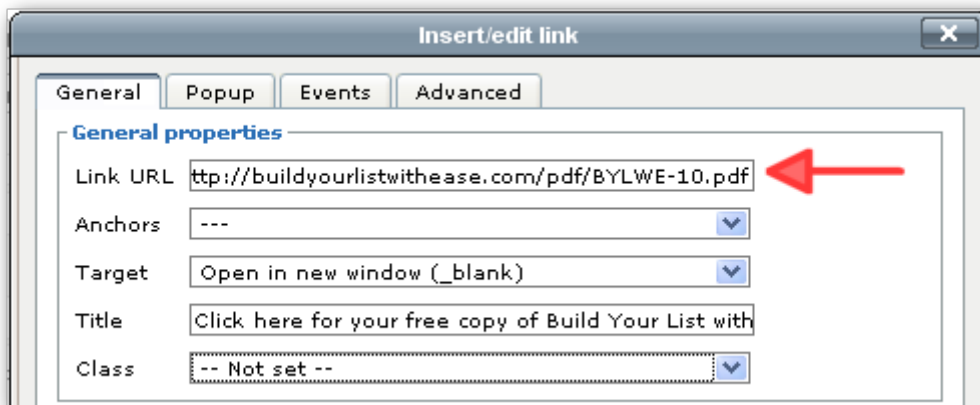 Insert/edit link
General Popup Events Advanced
General properties
Link URL ttp://buildyourlistwithease.com/pdf/BYLWE-10.pdf
Anchors ---
Target Open in new window (_blank)
Title Click here for your free copy of Build Your List with
Class -- Not set --